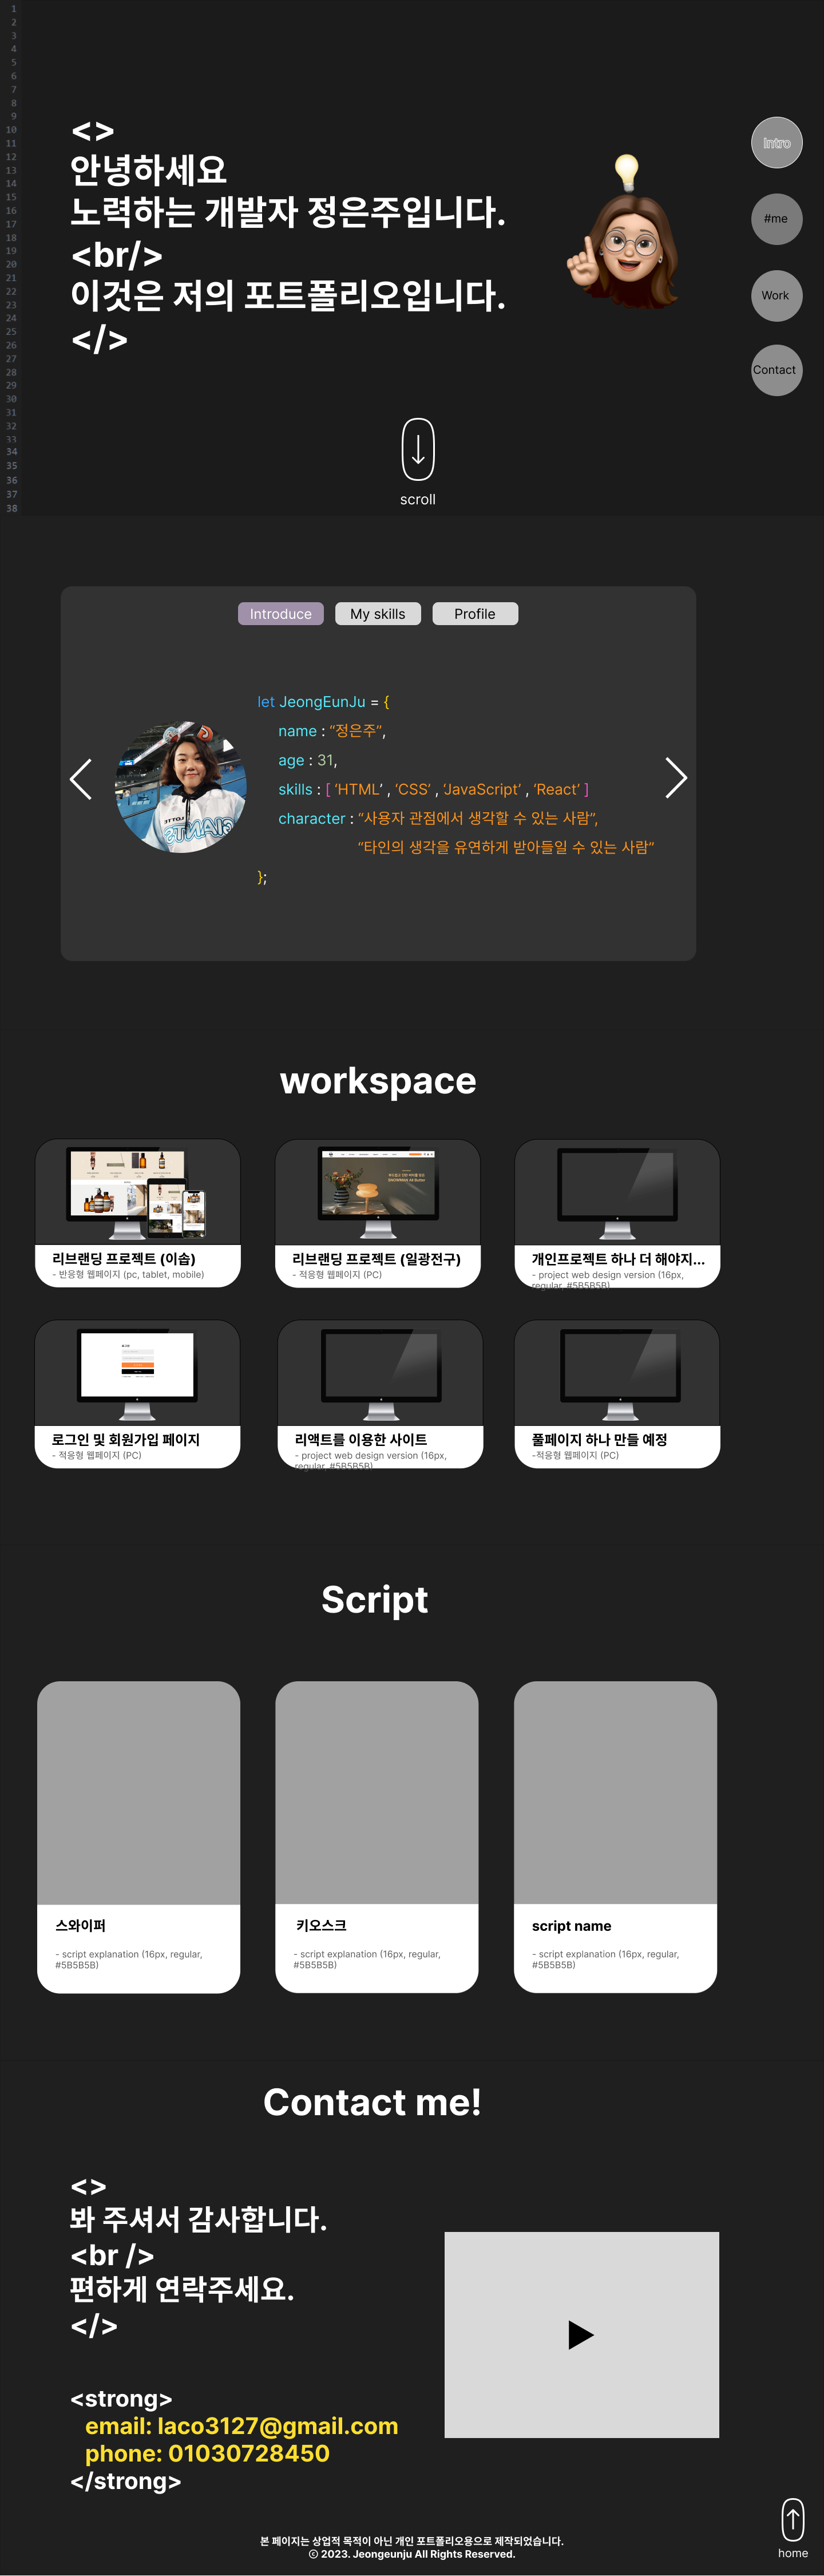 1
2
3
4
5
6
7
8
9
10
11
12
13
14
15
16
17
18
19
20
21
22
23
24
25
26
27
28
29
30
31
32
33
34
35
36
37
38
<>
안녕하세요
노력하는 개발자 정은주입니다.
<br/>
이것은 저의 포트폴리오입니다.
</>
intro
#me
Work
Contact
scroll
Introduce
My skills
Profile
let JeongEunJu = {
name : “정은주”,
age : 31,
skills : [ ‘HTML’ , ‘CSS’ , ‘JavaScript’ , ‘React’ ]
character : “사용자 관점에서 생각할 수 있는 사람”,
“타인의 생각을 유연하게 받아들일 수 있는 사람”
};
LOTTE
GIANTS
workspace
리브랜딩 프로젝트 (이솝)
- 반응형 웹페이지 (pc, tablet, mobile)
리브랜딩 프로젝트 (일광전구)
- 적응형 웹페이지 (PC)
개인프로젝트 하나 더 해야지...
- project web design version (16px,
regular, #5B5B5B)
로그인 및 회원가입 페이지
- 적응형 웹페이지 (PC)
리액트를 이용한 사이트
- project web design version (16px,
regular, #5B5B5B)
풀페이지 하나 만들 예정
-적응형 웹페이지 (PC)
Script
스와이퍼
- script explanation (16px, regular,
#5B5B5B)
키오스크
- script explanation (16px, regular,
#5B5B5B)
script name
- script explanation (16px, regular,
#5B5B5B)
Contact me!
<>
봐 주셔서 감사합니다.
<br />
편하게 연락주세요.
</>
<strong>
email: laco3127@gmail.com
phone: 01030728450
</strong>
home
본 페이지는 상업적 목적이 아닌 개인 포트폴리오용으로 제작되었습니다.
© 2023. Jeongeunju All Rights Reserved.